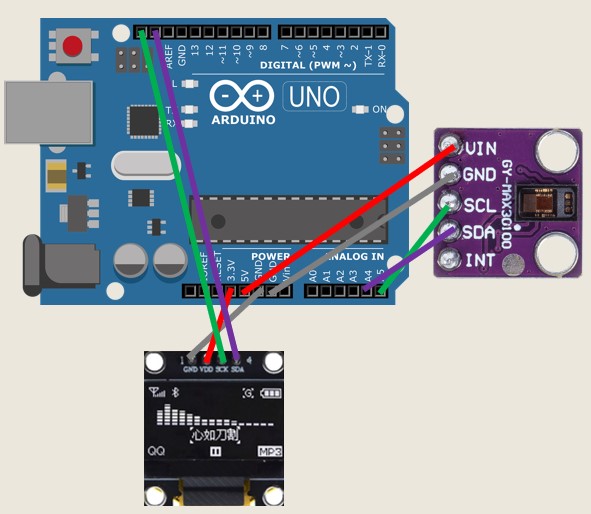 AREF
GND
13
12
~11
~10
~9
8
7
~6
~5
4
~3
2
TX-1
RX-0
DIGITAL (PWM ~)
L
TX
RX
UNO
ON
ARDUINO
VIN
GND
SCL
SDA
INT
GY-MAX30100
POWER
ANALOG IN
3.3V
5V
GND
GND
Vin
A0
A1
A2
A3
A4
1
4
GND VDD SCK SDA
心如刀割
QQ
MP3